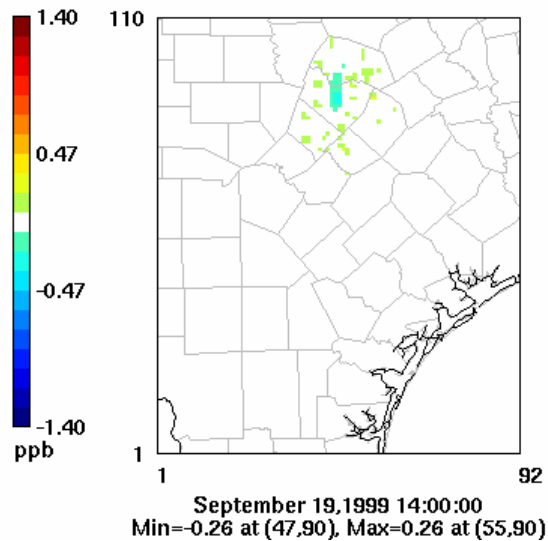 1.40
0.47
-0.47
-1.40
ppb
110
1
1
92
September 19,1999 14:00:00
Min=-0.26 at (47,90), Max=0.26 at (55,90)